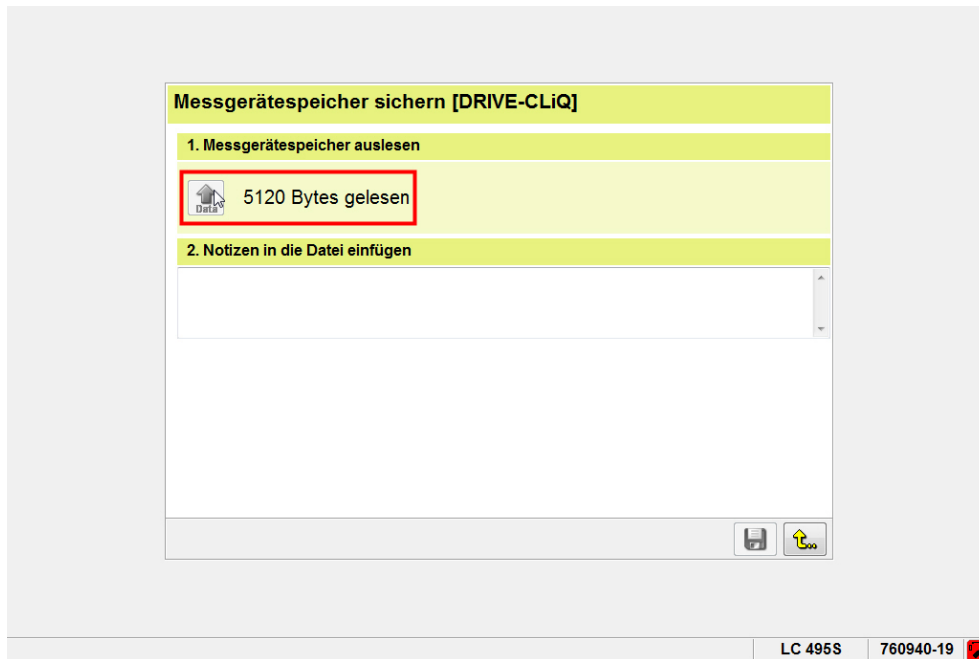 Messgerätespeicher sichern [DRIVE-CLiQ]
1. Messgerätespeicher auslesen
Data
5120 Bytes gelesen
2. Notizen in die Datei einfügen
LC 495S
760940-19